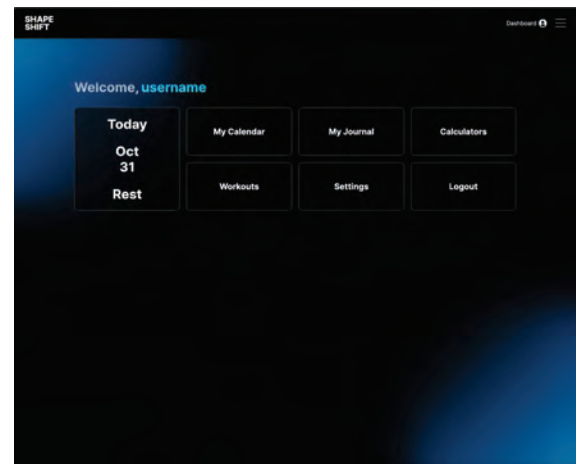 SHAPE
SHIFT
Dashboard
Welcome, username
Today
Oct
31
Rest
My Calendar
My Journal
Calculators
Workouts
Settings
Logout